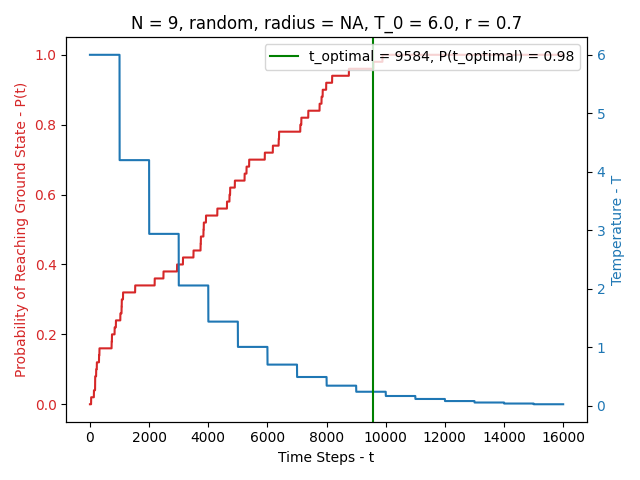 N = 9, random, radius = NA, T_0 = 6.0, r = 0.7
t_optimal = 9584, P(t_optimal) = 0.98
Probability of Reaching Ground State - P(t)
1.0
0.8
0.6
0.4
0.2
0.0
6
5
4
3
2
1
0
Temperature - T
0 2000 4000 6000 8000 10000 12000 14000 16000
Time Steps - t